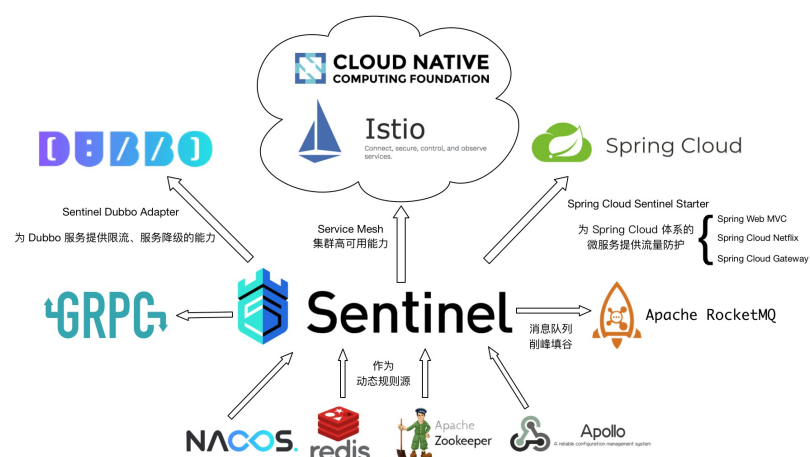 CLOUD NATIVE
COMPUTING FOUNDATION
Istio
Connect, secure, control, and observe
services.
DUBBO
Spring Cloud
Sentinel Dubbo Adapter
为 Dubbo 服务提供限流、服务降级的能力
Service Mesh
集群高可用能力
Spring Cloud Sentinel Starter
为 Spring Cloud 体系的
微服务提供流量防护
Spring Web MVC
Spring Cloud Netflix
Spring Cloud Gateway
GRPC
Sentinel
消息队列
削峰填谷
Apache RocketMQ
作为
动态规则源
NACOS.
redis
Apache
Zookeeper
Apollo
A reliable configuration management system